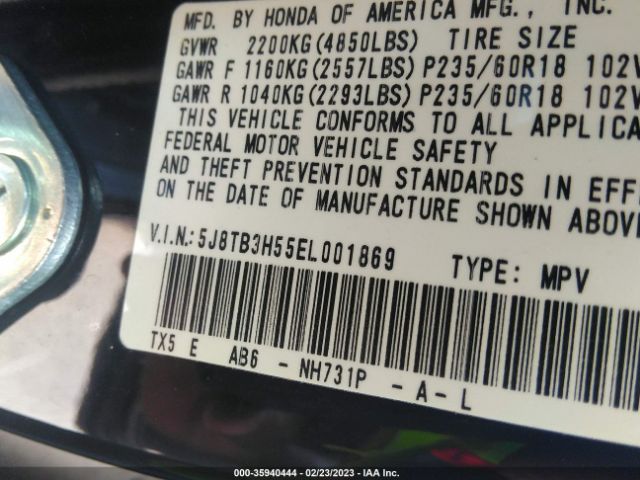 MFD. BY HONDA OF AMERICA MFG., INC.
GVWR 2200KG(4850LBS) TIRE SIZE
GAWR F 1160KG(2557LBS) P235/60R18 102V
GAWR R 1040KG(2293LBS) P235/60R18 102V
THIS VEHICLE CONFORMS TO ALL APPLICA
FEDERAL MOTOR VEHICLE SAFETY
AND THEFT PREVENTION STANDARDS IN EFF
ON THE DATE OF MANUFACTURE SHOWN ABOVE
V.I.N.: 5J8TB3H55EL001869 TYPE: MPV
TX5 E AB6 - NH731P - A - L
000-35940444 - 02/23/2023 - IAA Inc.